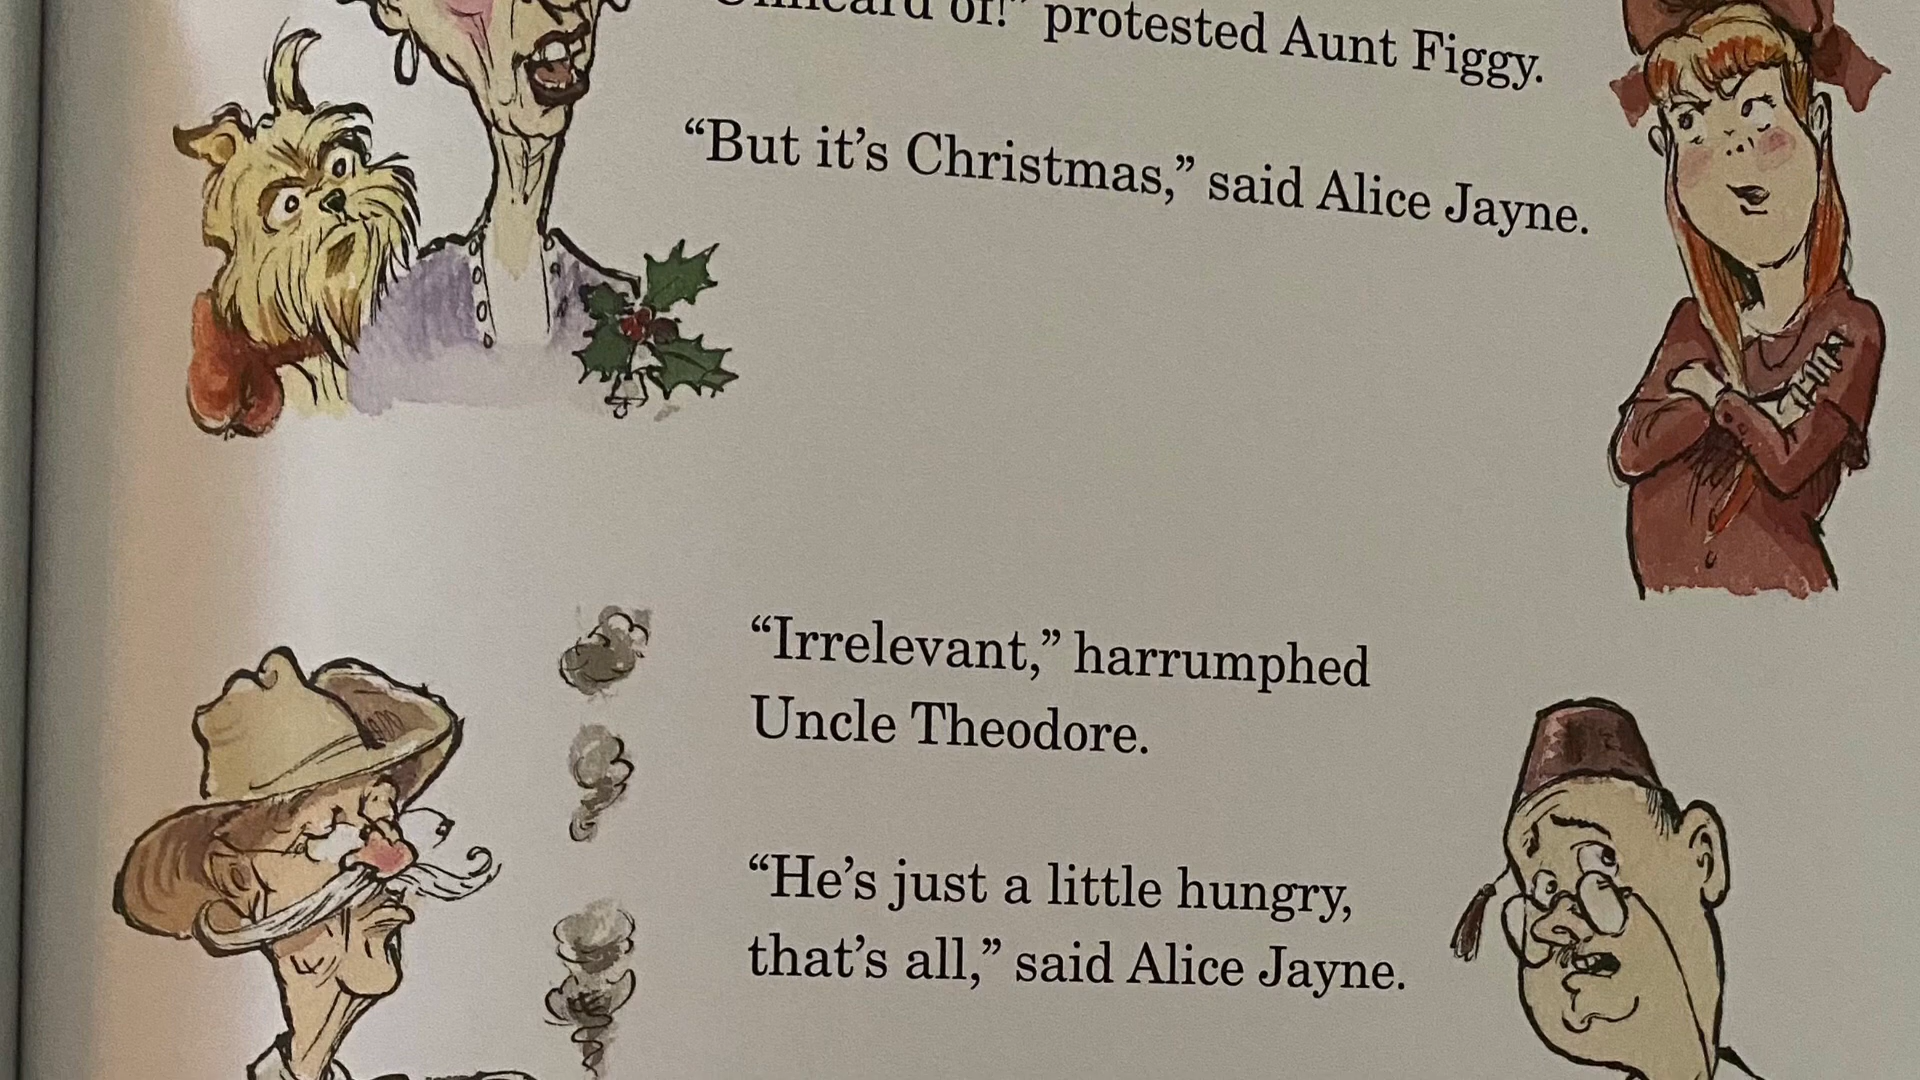 of!” protested Aunt Figgy.
“But it’s Christmas,” said Alice Jayne.
“Irrelevant,” harrumphed
Uncle Theodore.
“He’s just a little hungry,
that’s all,” said Alice Jayne.